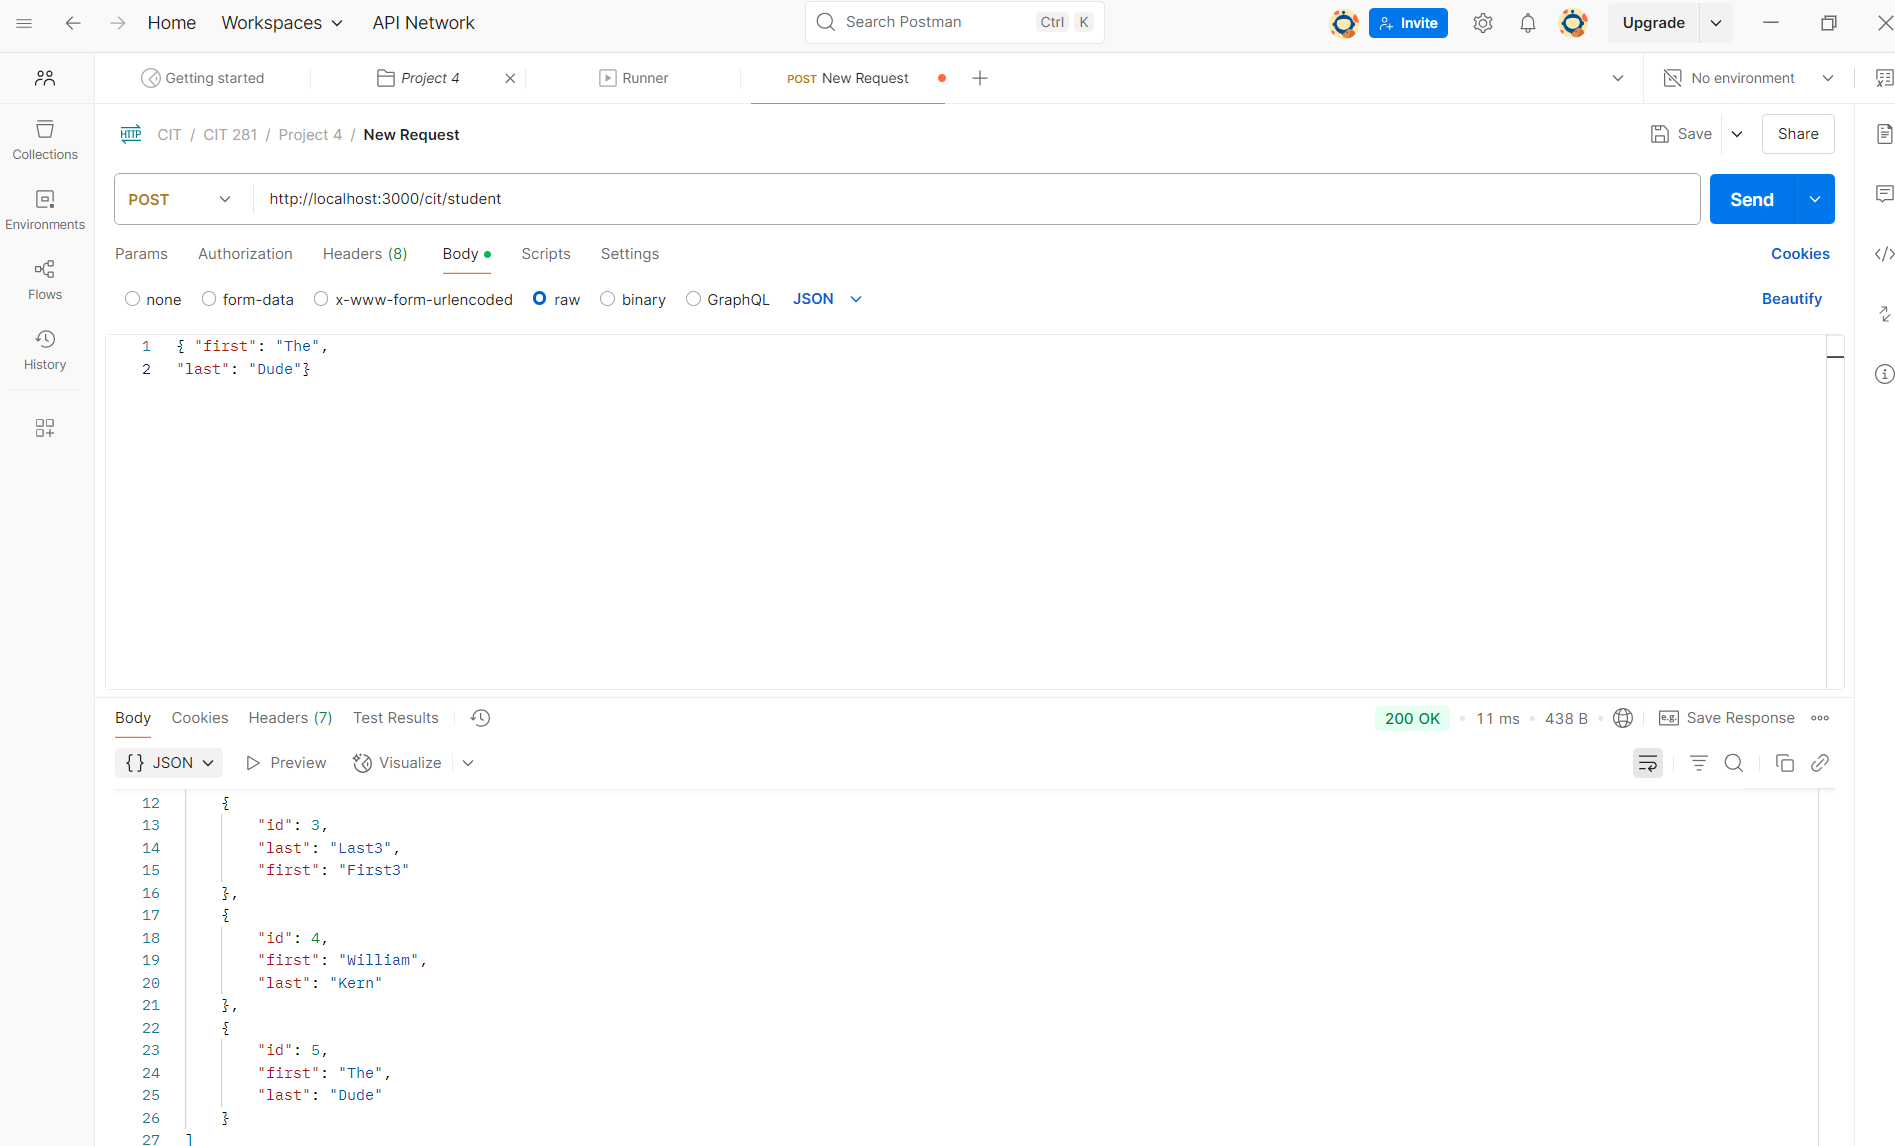 Home Workspaces API Network Search Postman Ctrl K Invite Upgrade
Getting started Project 4 Runner POST New Request No environment
HTTP CIT / CIT 281 / Project 4 / New Request Save Share
Collections
Environments
Flows
History
POST http://localhost:3000/cit/student Send
Params Authorization Headers (8) Body Scripts Settings Cookies
none form-data x-www-form-urlencoded raw binary GraphQL JSON Beautify
1 { "first": "The",
2 "last": "Dude"}
Body Cookies Headers (7) Test Results 200 OK 11 ms 438 B e.g. Save Response
{} JSON Preview Visualize
12 {
13 "id": 3,
14 "last": "Last3",
15 "first": "First3"
16 },
17 {
18 "id": 4,
19 "first": "William",
20 "last": "Kern"
21 },
22 {
23 "id": 5,
24 "first": "The",
25 "last": "Dude"
26 }
27 ]